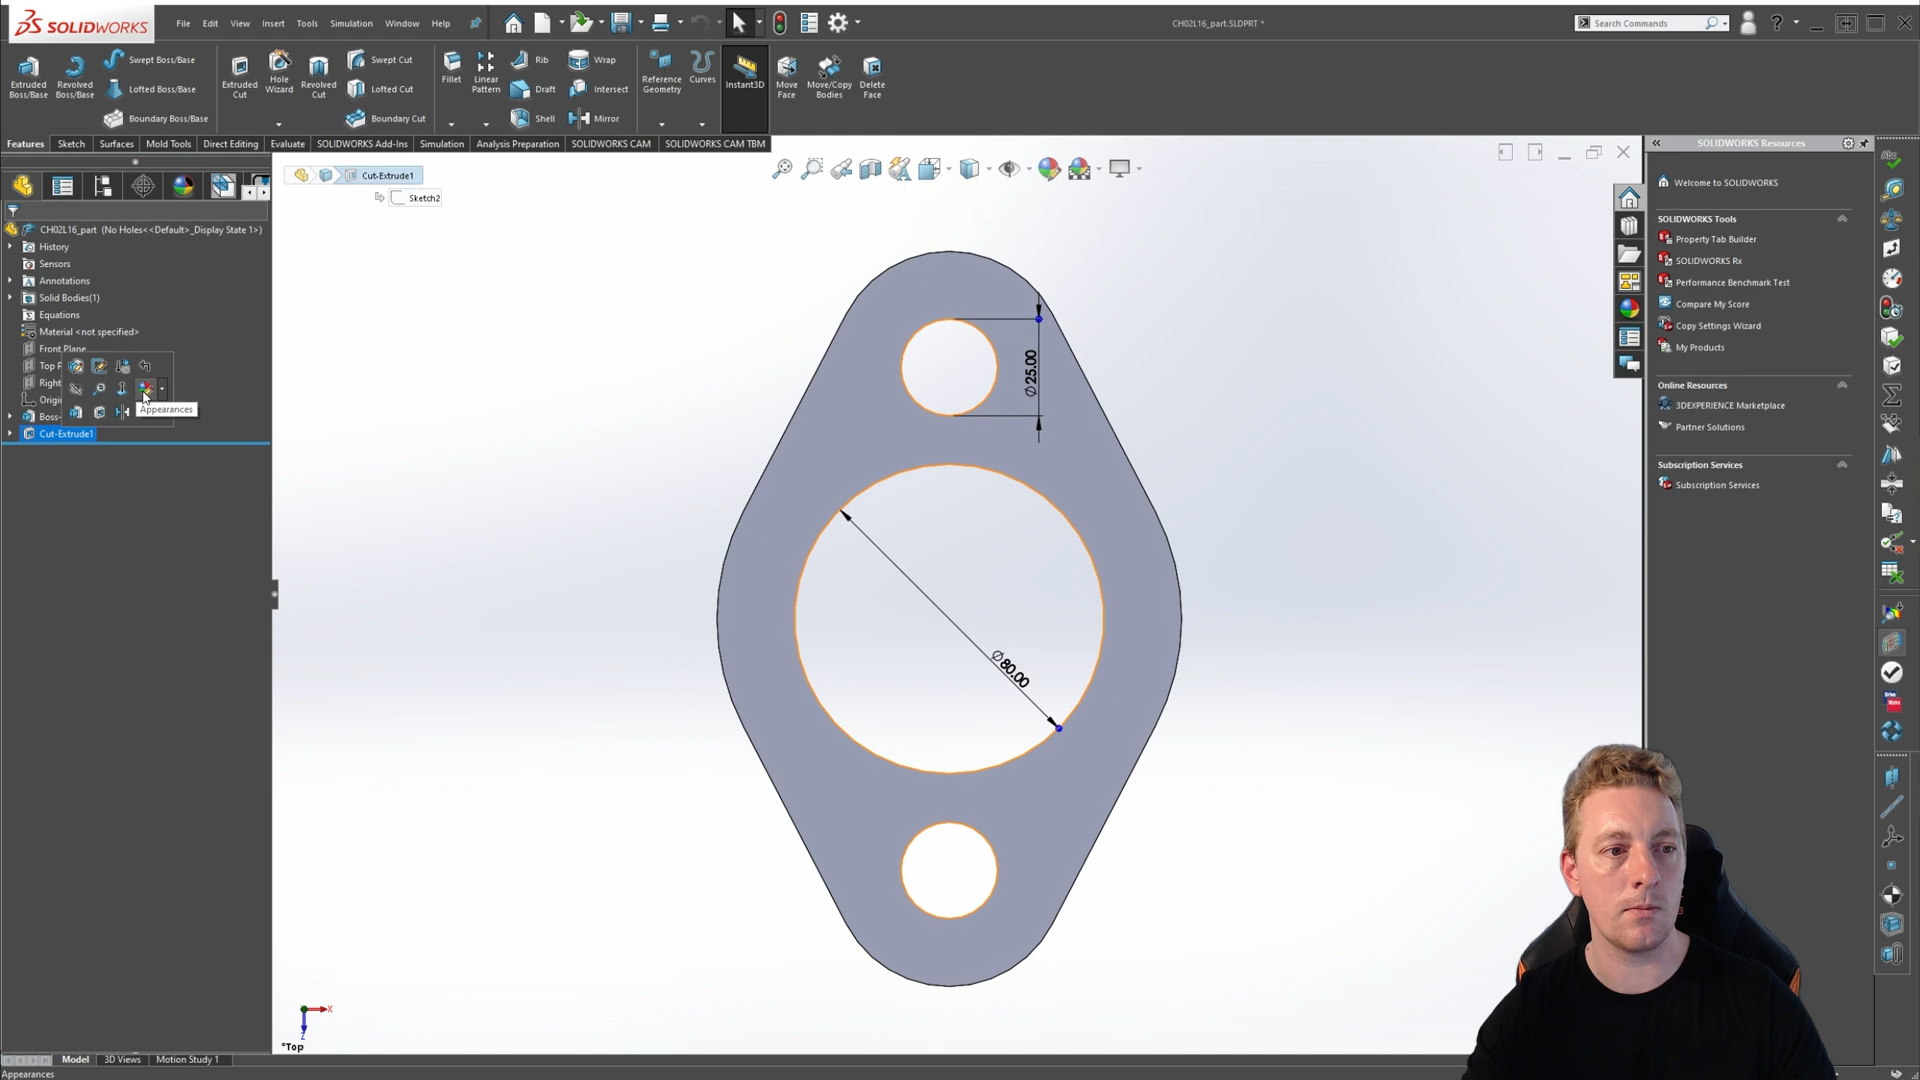 SOLIDWORKS
File Edit View Insert Tools Simulation Window Help
CH02L16_part.SLDPRT *
Search Commands
Extruded Boss/Base
Revolved Boss/Base
Swept Boss/Base
Lofted Boss/Base
Boundary Boss/Base
Extruded Cut
Hole Wizard
Revolved Cut
Swept Cut
Lofted Cut
Boundary Cut
Fillet
Linear Pattern
Rib
Draft
Shell
Wrap
Intersect
Mirror
Reference Geometry
Curves
Instant3D
Move Face
Move/Copy Bodies
Delete Face
Features Sketch Surfaces Mold Tools Direct Editing Evaluate SOLIDWORKS Add-Ins Simulation Analysis Preparation SOLIDWORKS CAM SOLIDWORKS CAM TBM
CH02L16_part (No Holes<<Default>_Display State 1>)
History
Sensors
Annotations
Solid Bodies(1)
Equations
Material <not specified>
Front Plane
Top P
Right
Origi
Boss-
Appearances
Cut-Extrude1
Cut-Extrude1
Sketch2
Ø25.00
Ø80.00
X
Z
*Top
SOLIDWORKS Resources
Welcome to SOLIDWORKS
SOLIDWORKS Tools
Property Tab Builder
SOLIDWORKS Rx
Performance Benchmark Test
Compare My Score
Copy Settings Wizard
My Products
Online Resources
3DEXPERIENCE Marketplace
Partner Solutions
Subscription Services
Subscription Services
Model 3D Views Motion Study 1
Appearances